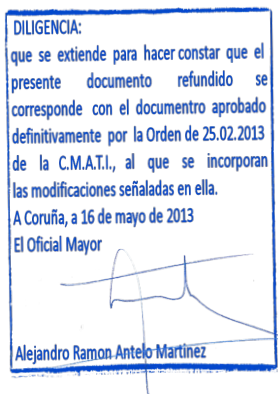 DILIGENCIA:
que se extiende para hacer constar que el
presente documento refundido se
corresponde con el documentro aprobado
definitivamente por la Orden de 25.02.2013
de la C.M.A.T.I., al que se incorporan
las modificaciones señaladas en ella.
A Coruña, a 16 de mayo de 2013
El Oficial Mayor
Alejandro Ramon Antelo Martinez